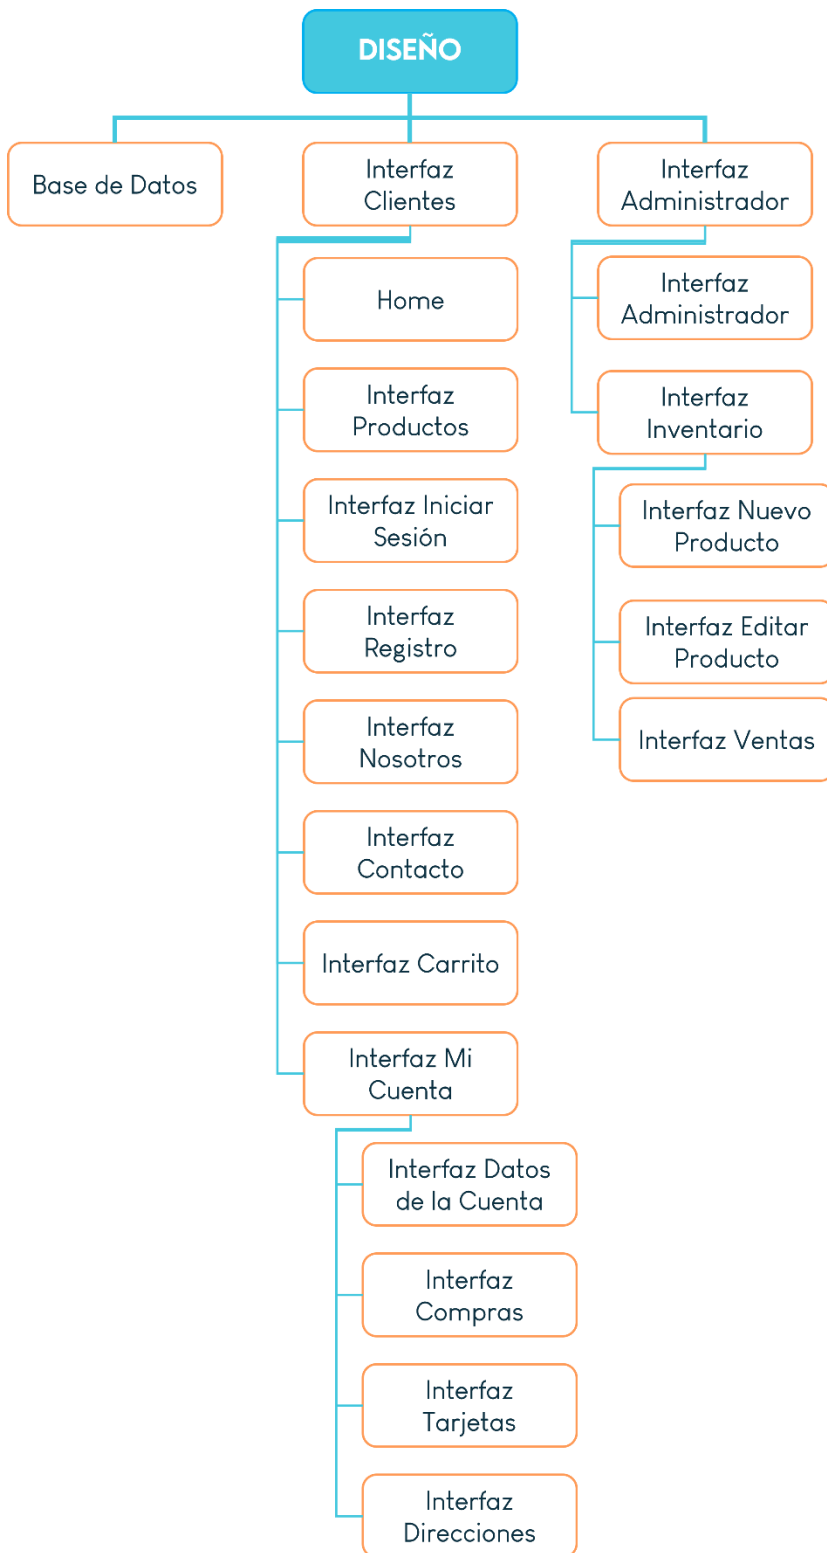 DISEÑO
Base de Datos
Interfaz
Clientes
Interfaz
Administrador
Home
Interfaz
Productos
Interfaz Iniciar
Sesión
Interfaz
Registro
Interfaz
Nosotros
Interfaz
Contacto
Interfaz Carrito
Interfaz Mi
Cuenta
Interfaz Datos
de la Cuenta
Interfaz
Compras
Interfaz
Tarjetas
Interfaz
Direcciones
Interfaz
Administrador
Interfaz
Inventario
Interfaz Nuevo
Producto
Interfaz Editar
Producto
Interfaz Ventas